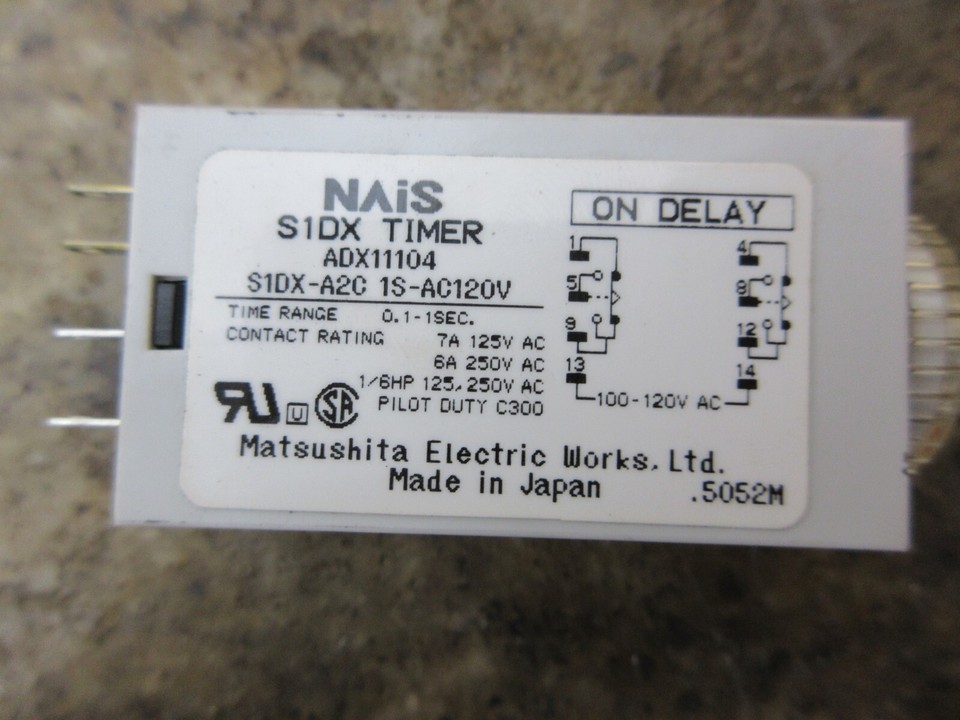 NAiS
S1DX TIMER
ADX11104
S1DX-A2C 1S-AC120V
TIME RANGE 0.1-1SEC.
CONTACT RATING 7A 125V AC
6A 250V AC
1/6HP 125,250V AC
PILOT DUTY C300
RU U SA
ON DELAY
1 4
5 8
9 12
13 14
100-120V AC
Matsushita Electric Works, Ltd.
Made in Japan .5052M